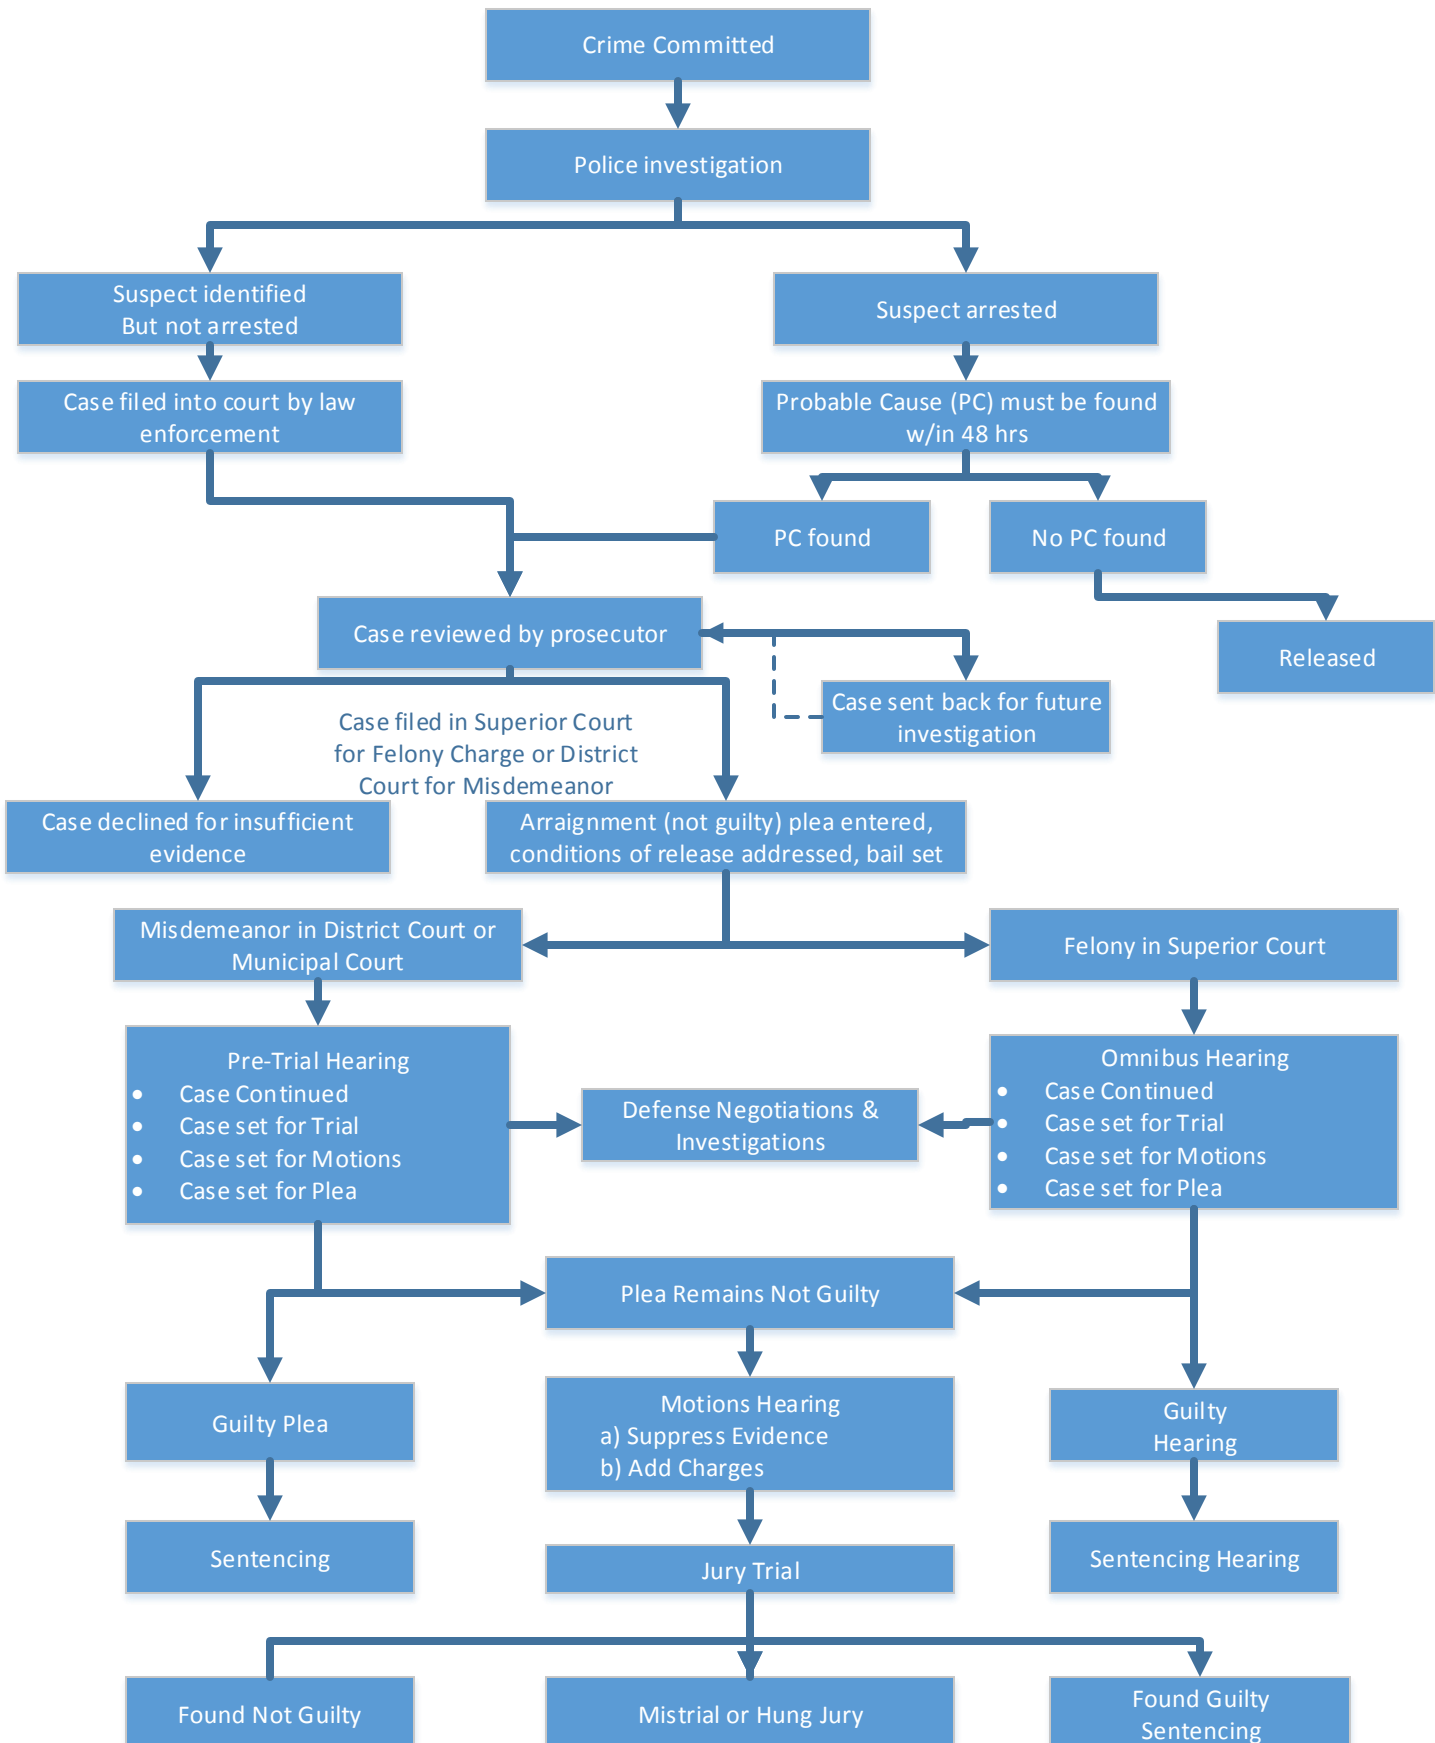 Crime Committed
Police investigation
Suspect identified
But not arrested
Suspect arrested
Case filed into court by law
enforcement
Probable Cause (PC) must be found
w/in 48 hrs
PC found
No PC found
Case reviewed by prosecutor
Released
Case sent back for future
investigation
Case filed in Superior Court
for Felony Charge or District
Court for Misdemeanor
Case declined for insufficient
evidence
Arraignment (not guilty) plea entered,
conditions of release addressed, bail set
Misdemeanor in District Court or
Municipal Court
Felony in Superior Court
Pre-Trial Hearing
• Case Continued
• Case set for Trial
• Case set for Motions
• Case set for Plea
Defense Negotiations &
Investigations
Omnibus Hearing
• Case Continued
• Case set for Trial
• Case set for Motions
• Case set for Plea
Plea Remains Not Guilty
Guilty Plea
Motions Hearing
a) Suppress Evidence
b) Add Charges
Guilty
Hearing
Sentencing
Jury Trial
Sentencing Hearing
Found Not Guilty
Mistrial or Hung Jury
Found Guilty
Sentencing